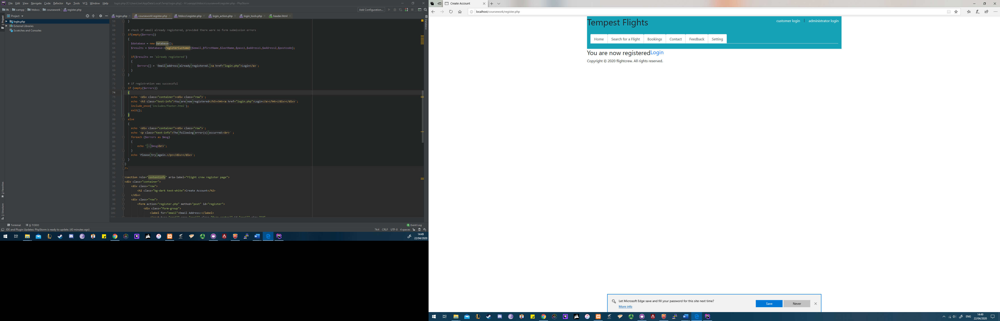 File Edit View Navigate Code Refactor Run Tools VCS Window Help login.php [C:\Users\Joe\AppData\Local\Temp\login.php] - H:\xampp\htdocs\coursework\register.php - PhpStorm
H: xampp htdocs coursework register.php Add Configuration...
Project login.php coursework\register.php htdocs\register.php login_action.php login_tools.php header.html
1: Project
login.php
External Libraries
Scratches and Consoles
Database
2: Favorites
Z: Structure
58 }
59
60 # check if email already registered, provided there were no form submission errors
61 if(empty($errors))
62 {
63 $database = new Database();
64 $results = $database->registerCustomer($email,$firstName,$lastName,$pass1,$address1,$address2,$postcode);
65
66 if($results == 'already registered')
67 {
68 $errors[] = 'Email address already registered. <a href="login.php">Login</a>';
69 }
70 }
71
72 # if registration was successful
73 if (empty($errors))
74 {
75 echo '<div class="container"><div class="row">';
76 echo '<h3 class="test-info">You are now registered</h3><h4><a href="login.php">Login</a></h4></div></div>';
77 include_once('includes/footer.html');
78 exit();
79 }
80 else
81 {
82 echo '<div class="container"><div class="row">';
83 echo '<p class="text-info">The following error(s) occurred:<br>' ;
84 foreach ($errors as $msg)
85 {
86 echo " - $msg<br>";
87 }
88 echo 'Please try again.</p></div></div>';
89 }
90 }
91 ?>
92
93 <section role="contentinfo" aria-label="Flight crew register page">
94 <div class="container">
95 <div class="row">
96 <h2 class="bg-dark text-white">Create Account</h2>
97 </div>
98 <div class="row">
99 <form action="register.php" method="post" id="register">
100 <div class="form-group">
101 <label for="email">Email Address:</label>
Terminal 6: TODO Event Log
IDE and Plugin Updates: PhpStorm is ready to update. (43 minutes ago) 74:4 CRLF UTF-8 4 spaces
14:49
22/04/2020
Create Account
localhost/coursework/register.php
Tempest Flights customer login | administrator login
Home Search for a Flight Bookings Contact Feedback Setting
You are now registeredLogin
Copyright © 2020 flightcrew. All rights reserved.
Let Microsoft Edge save and fill your password for this site next time?
More info
Save Never
ENG
14:49
22/04/2020